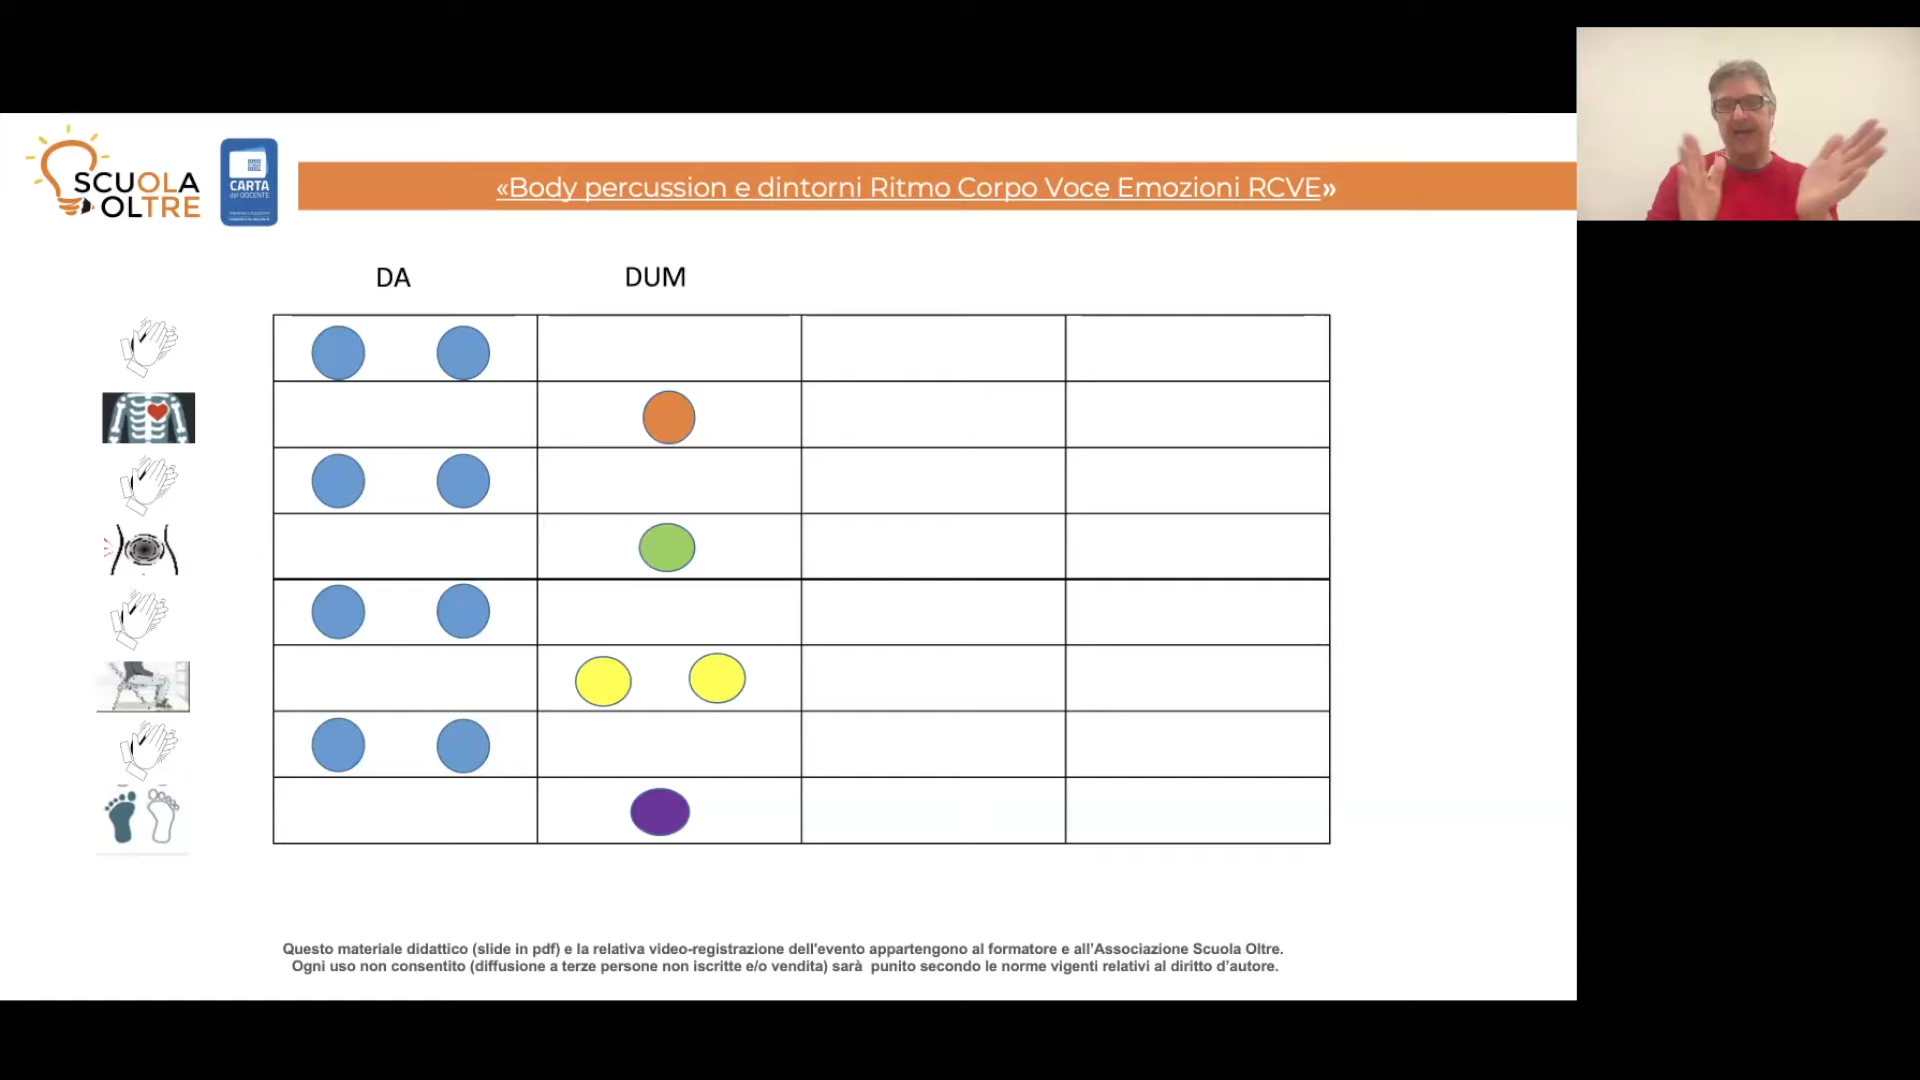 SCUOLA
OLTRE
CARTA
del DOCENTE
«Body percussion e dintorni Ritmo Corpo Voce Emozioni RCVE»
DA DUM
Questo materiale didattico (slide in pdf) e la relativa video-registrazione dell'evento appartengono al formatore e all'Associazione Scuola Oltre.
Ogni uso non consentito (diffusione a terze persone non iscritte e/o vendita) sarà punito secondo le norme vigenti relativi al diritto d'autore.